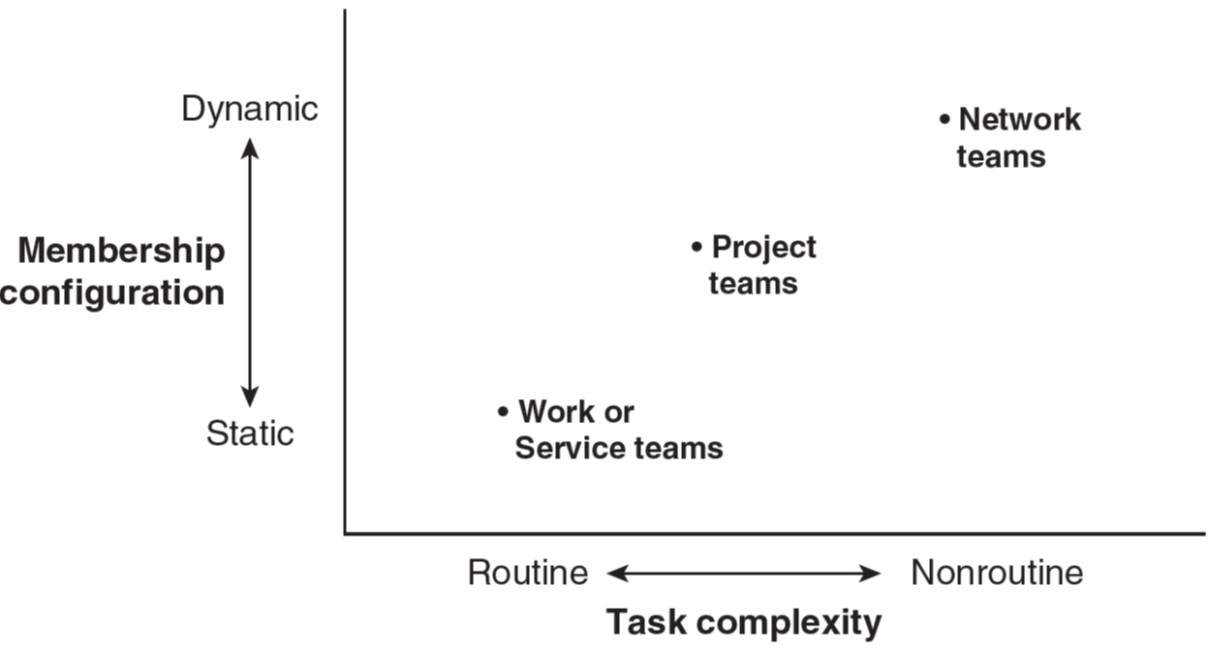 Dynamic
• Network
teams
Membership
configuration
• Project
teams
• Work or
Service teams
Static
Routine
Nonroutine
Task complexity